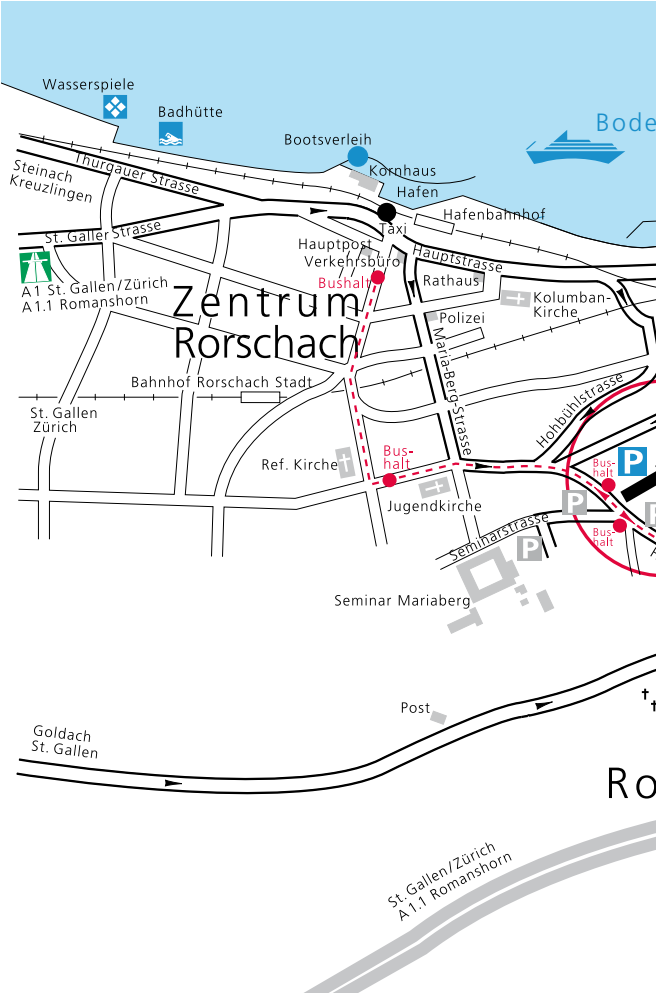 Wasserspiele
Badhütte
Bode
Bootsverleih
Kornhaus
Hafen
Thurgauer Strasse
Steinach
Kreuzlingen
Hafenbahnhof
Taxi
St. Galler Strasse
Hauptpost
Verkehrsbüro
Hauptstrasse
Bushalt
Rathaus
A1 St. Gallen/Zürich
A1.1 Romanshorn
Kolumban-
Kirche
Zentrum
Rorschach
Polizei
Maria-Berg-Strasse
Bahnhof Rorschach Stadt
Hohbühlstrasse
St. Gallen
Zürich
Ref. Kirche
Bus-
halt
Bus-
halt
P
Jugendkirche
P
P
Seminarstrasse
Bus-
halt
P
Seminar Mariaberg
Post
Goldach
St. Gallen
Ro
St. Gallen/Zürich
A1.1 Romanshorn